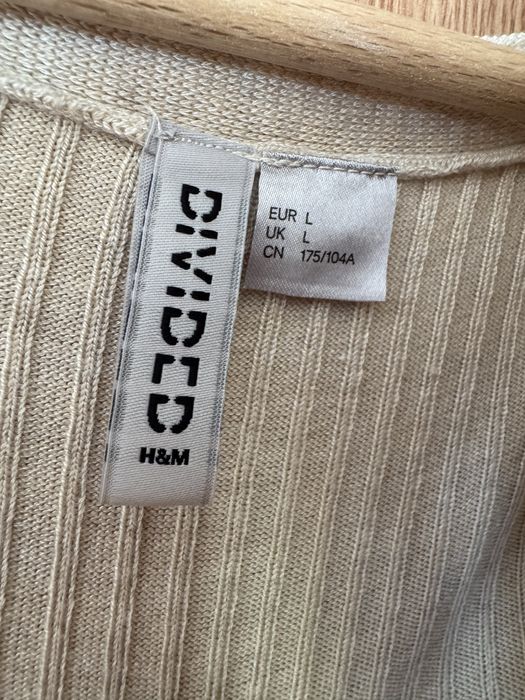 DIVIDED
H&M
EUR L
UK L
CN 175/104A